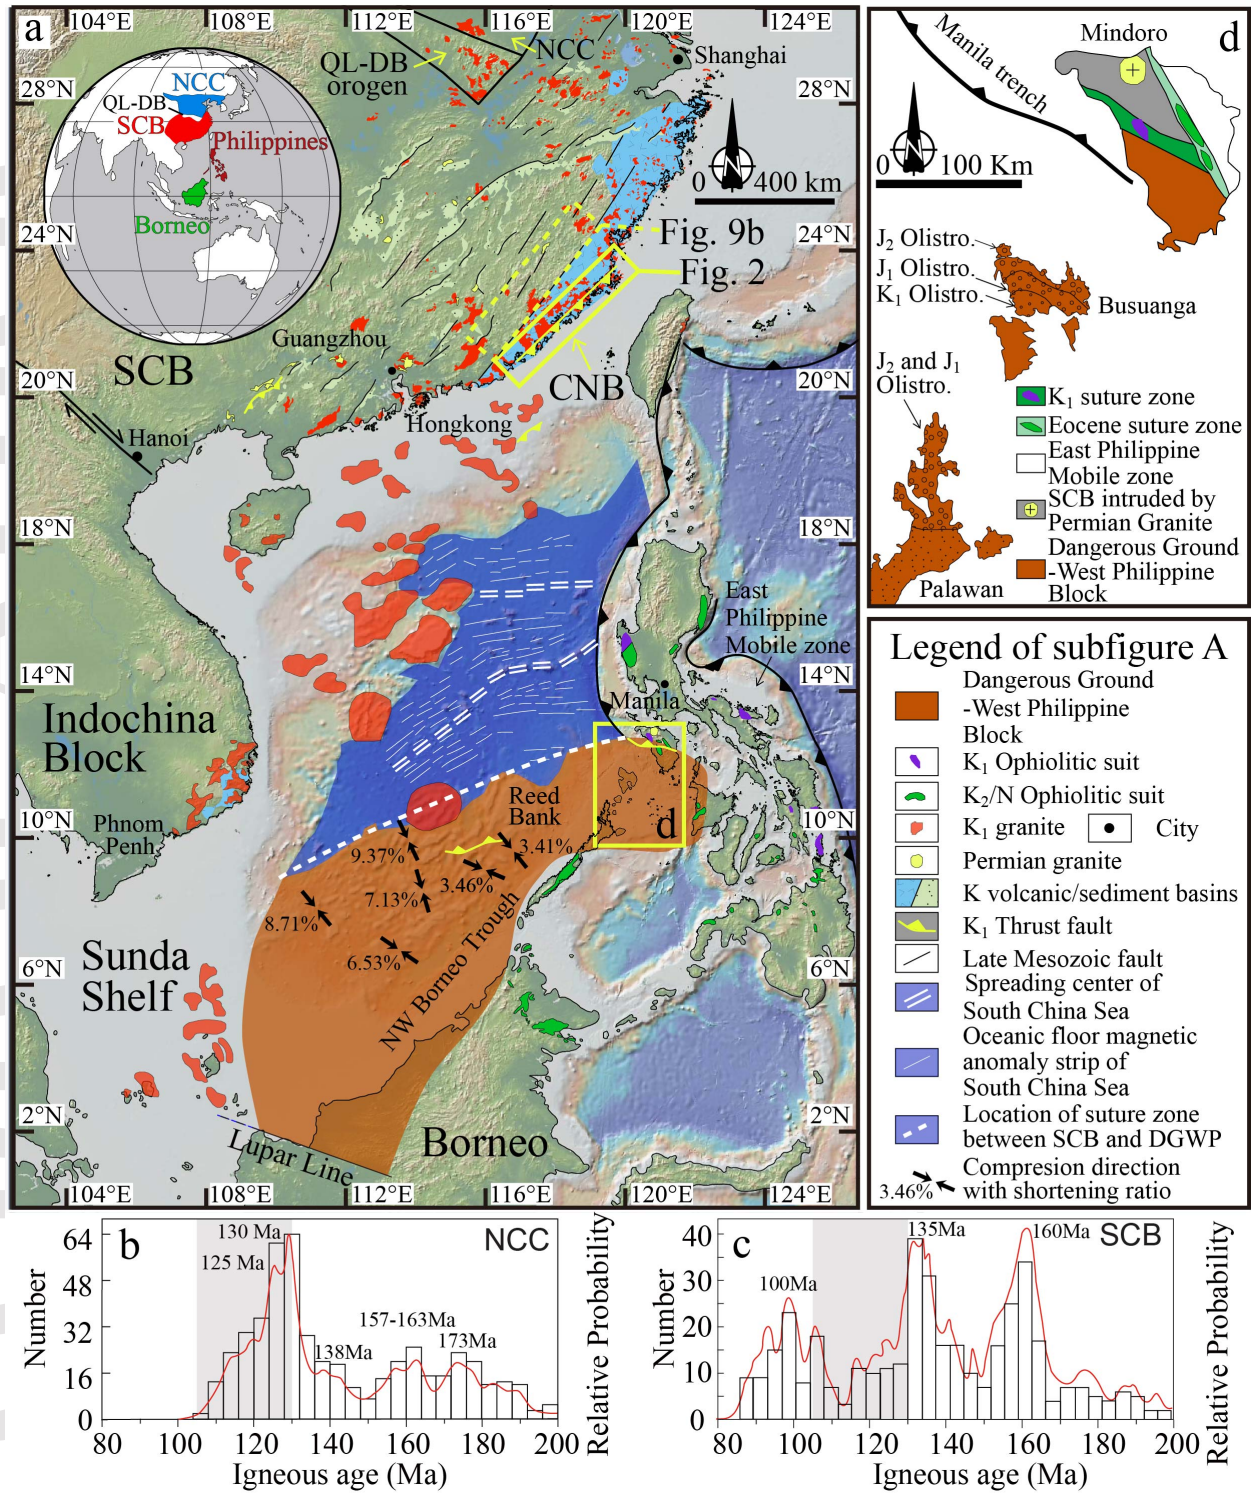 a
104°E
108°E
112°E
116°E
120°E
124°E
28°N
24°N
20°N
18°N
14°N
10°N
6°N
2°N
28°N
24°N
20°N
18°N
14°N
10°N
6°N
2°N
104°E
108°E
112°E
116°E
120°E
124°E
NCC
QL-DB
SCB
Philippines
Borneo
QL-DB
orogen
NCC
Shanghai
N
0 400 km
Fig. 9b
Fig. 2
CNB
Guangzhou
SCB
Hongkong
Hanoi
Indochina
Block
Phnom
Penh
East
Philippine
Mobile zone
Manila
d
Reed
Bank
9.37%
3.41%
3.46%
7.13%
8.71%
6.53%
NW Borneo Trough
Sunda
Shelf
Borneo
Lupar Line
d
Manila trench
Mindoro
N
0 100 Km
J2 Olistro.
J1 Olistro.
K1 Olistro.
Busuanga
J2 and J1
Olistro.
Palawan
K1 suture zone
Eocene suture zone
East Philippine
Mobile zone
SCB intruded by
Permian Granite
Dangerous Ground
-West Philippine
Block
Legend of subfigure A
Dangerous Ground
-West Philippine
Block
K1 Ophiolitic suit
K2/N Ophiolitic suit
K1 granite
City
Permian granite
K volcanic/sediment basins
K1 Thrust fault
Late Mesozoic fault
Spreading center of
South China Sea
Oceanic floor magnetic
anomaly strip of
South China Sea
Location of suture zone
between SCB and DGWP
3.46%
Compresion direction
with shortening ratio
b
NCC
130 Ma
125 Ma
138Ma
157-163Ma
173Ma
64
48
32
16
0
Number
Relative Probability
80 100 120 140 160 180 200
Igneous age (Ma)
c
SCB
100Ma
135Ma
160Ma
40
30
20
10
0
Number
Relative Probability
80 100 120 140 160 180 200
Igneous age (Ma)